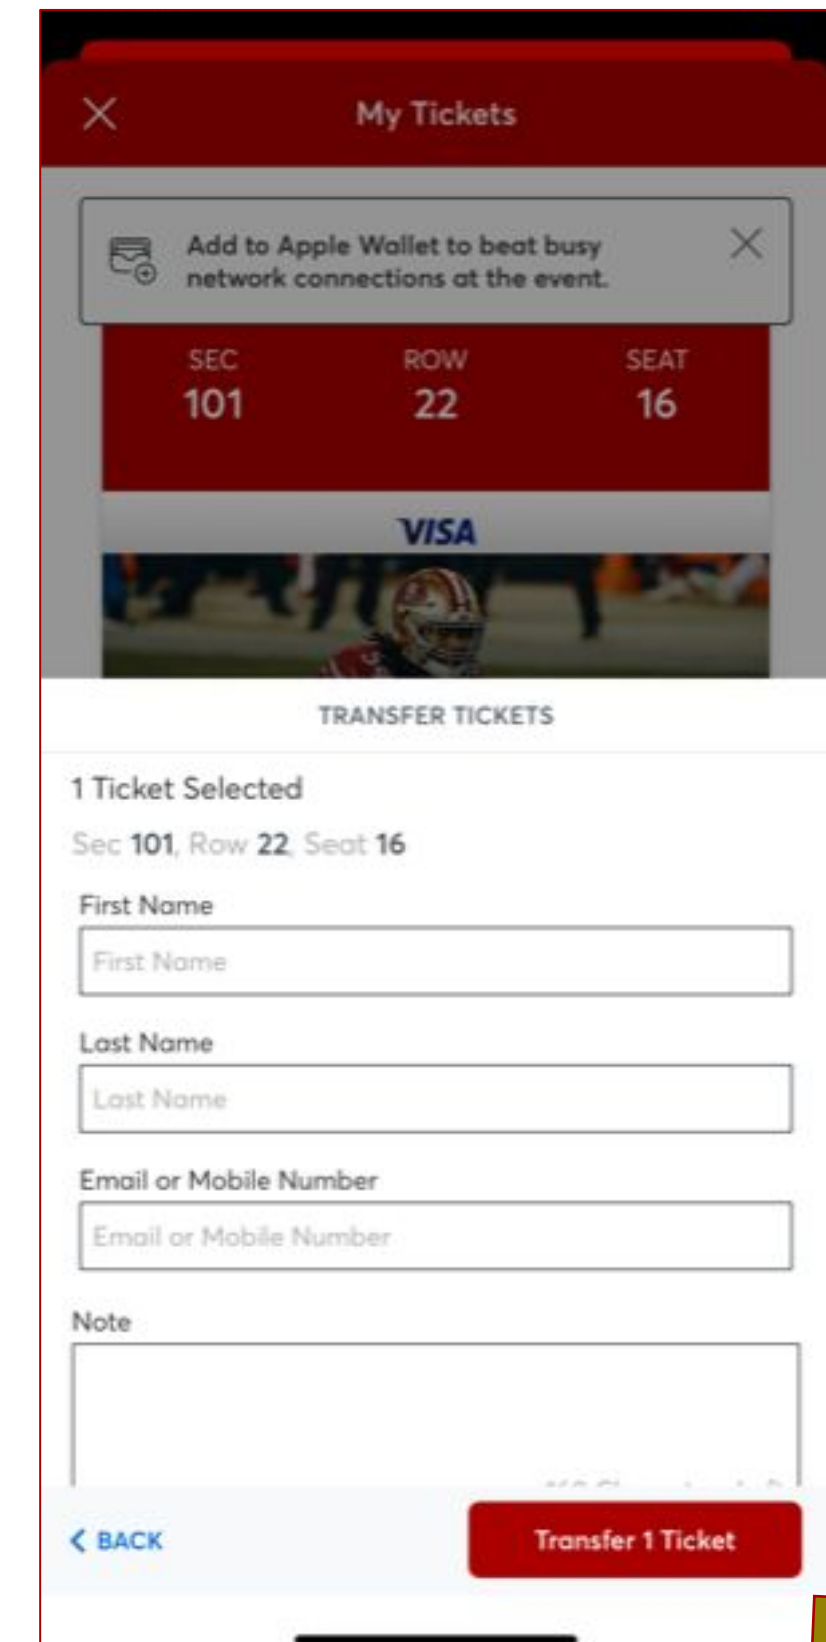 My Tickets
Add to Apple Wallet to beat busy
network connections at the event.
SEC ROW SEAT
101 22 16
VISA
TRANSFER TICKETS
1 Ticket Selected
Sec 101, Row 22, Seat 16
First Name
First Name
Last Name
Last Name
Email or Mobile Number
Email or Mobile Number
Note
BACK
Transfer 1 Ticket